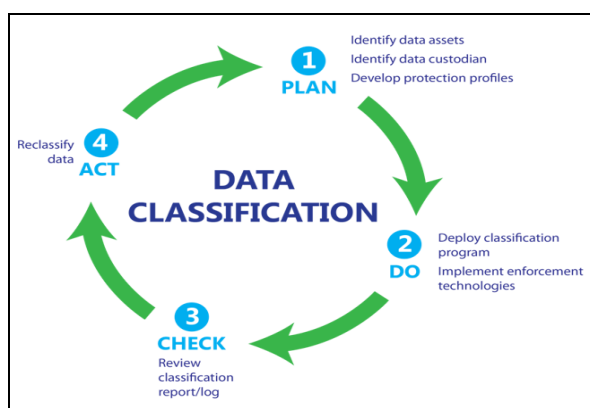 1
PLAN
Identify data assets
Identify data custodian
Develop protection profiles
2
DO
Deploy classification
program
Implement enforcement
technologies
3
CHECK
Review
classification
report/log
4
ACT
Reclassify
data
DATA
CLASSIFICATION